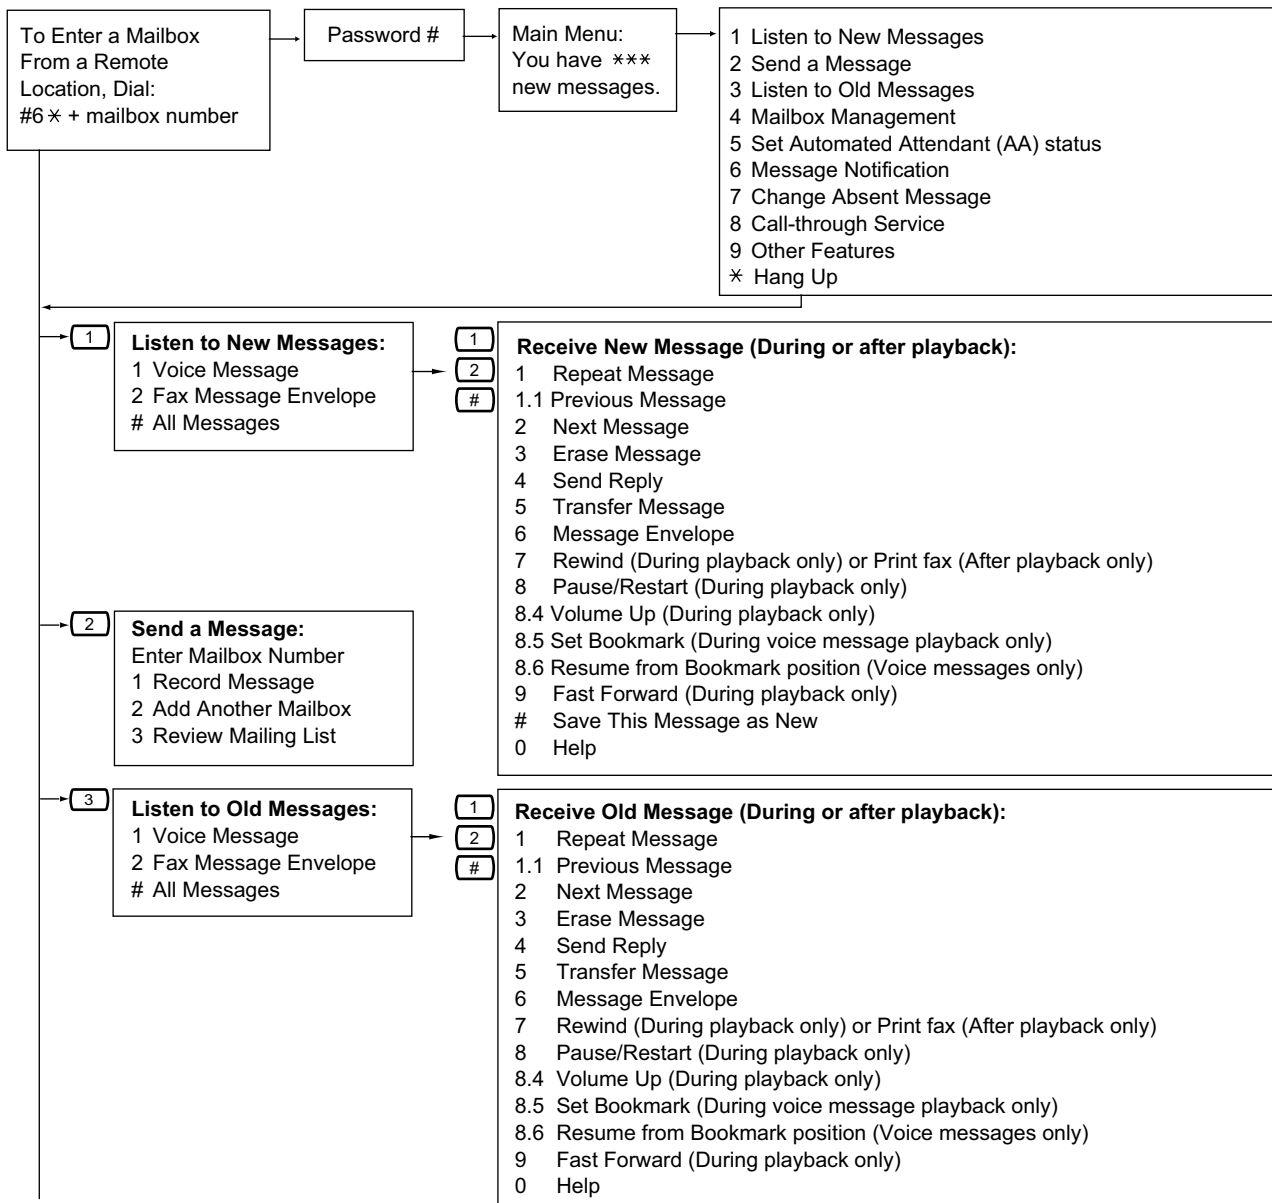 To Enter a Mailbox
From a Remote
Location, Dial:
#6✳ + mailbox number
Password #
Main Menu:
You have ✳✳✳
new messages.
1 Listen to New Messages
2 Send a Message
3 Listen to Old Messages
4 Mailbox Management
5 Set Automated Attendant (AA) status
6 Message Notification
7 Change Absent Message
8 Call-through Service
9 Other Features
✳ Hang Up
1
Listen to New Messages:
1 Voice Message
2 Fax Message Envelope
# All Messages
1
2
#
Receive New Message (During or after playback):
1 Repeat Message
1.1 Previous Message
2 Next Message
3 Erase Message
4 Send Reply
5 Transfer Message
6 Message Envelope
7 Rewind (During playback only) or Print fax (After playback only)
8 Pause/Restart (During playback only)
8.4 Volume Up (During playback only)
8.5 Set Bookmark (During voice message playback only)
8.6 Resume from Bookmark position (Voice messages only)
9 Fast Forward (During playback only)
# Save This Message as New
0 Help
2
Send a Message:
Enter Mailbox Number
1 Record Message
2 Add Another Mailbox
3 Review Mailing List
3
Listen to Old Messages:
1 Voice Message
2 Fax Message Envelope
# All Messages
1
2
#
Receive Old Message (During or after playback):
1 Repeat Message
1.1 Previous Message
2 Next Message
3 Erase Message
4 Send Reply
5 Transfer Message
6 Message Envelope
7 Rewind (During playback only) or Print fax (After playback only)
8 Pause/Restart (During playback only)
8.4 Volume Up (During playback only)
8.5 Set Bookmark (During voice message playback only)
8.6 Resume from Bookmark position (Voice messages only)
9 Fast Forward (During playback only)
0 Help